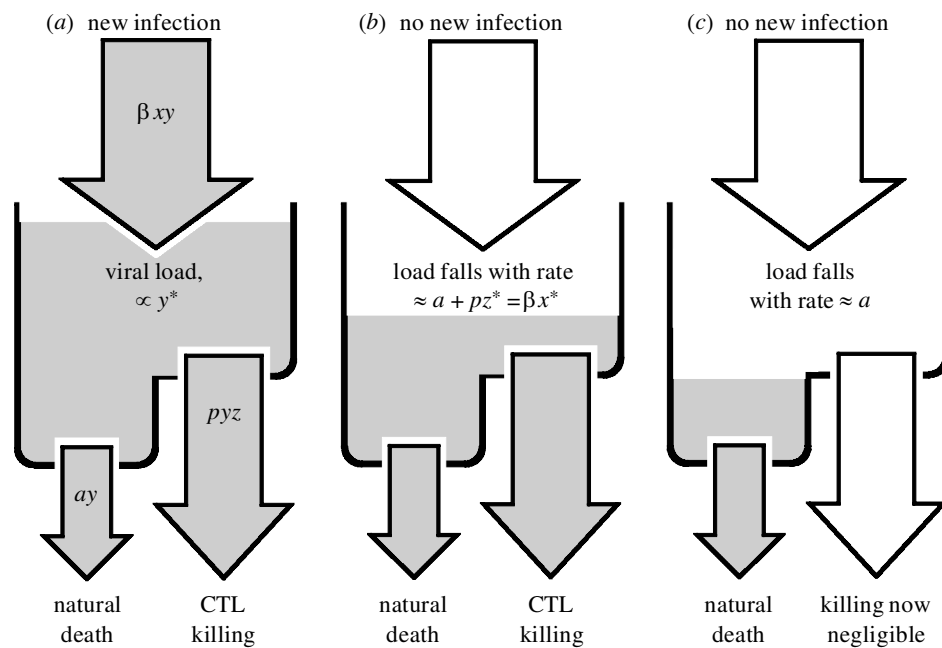 (a) new infection
βxy
viral load,
∝ y*
pyz
ay
natural
death
CTL
killing
(b) no new infection
load falls with rate
≈ a + pz* = βx*
natural
death
CTL
killing
(c) no new infection
load falls
with rate ≈ a
natural
death
killing now
negligible